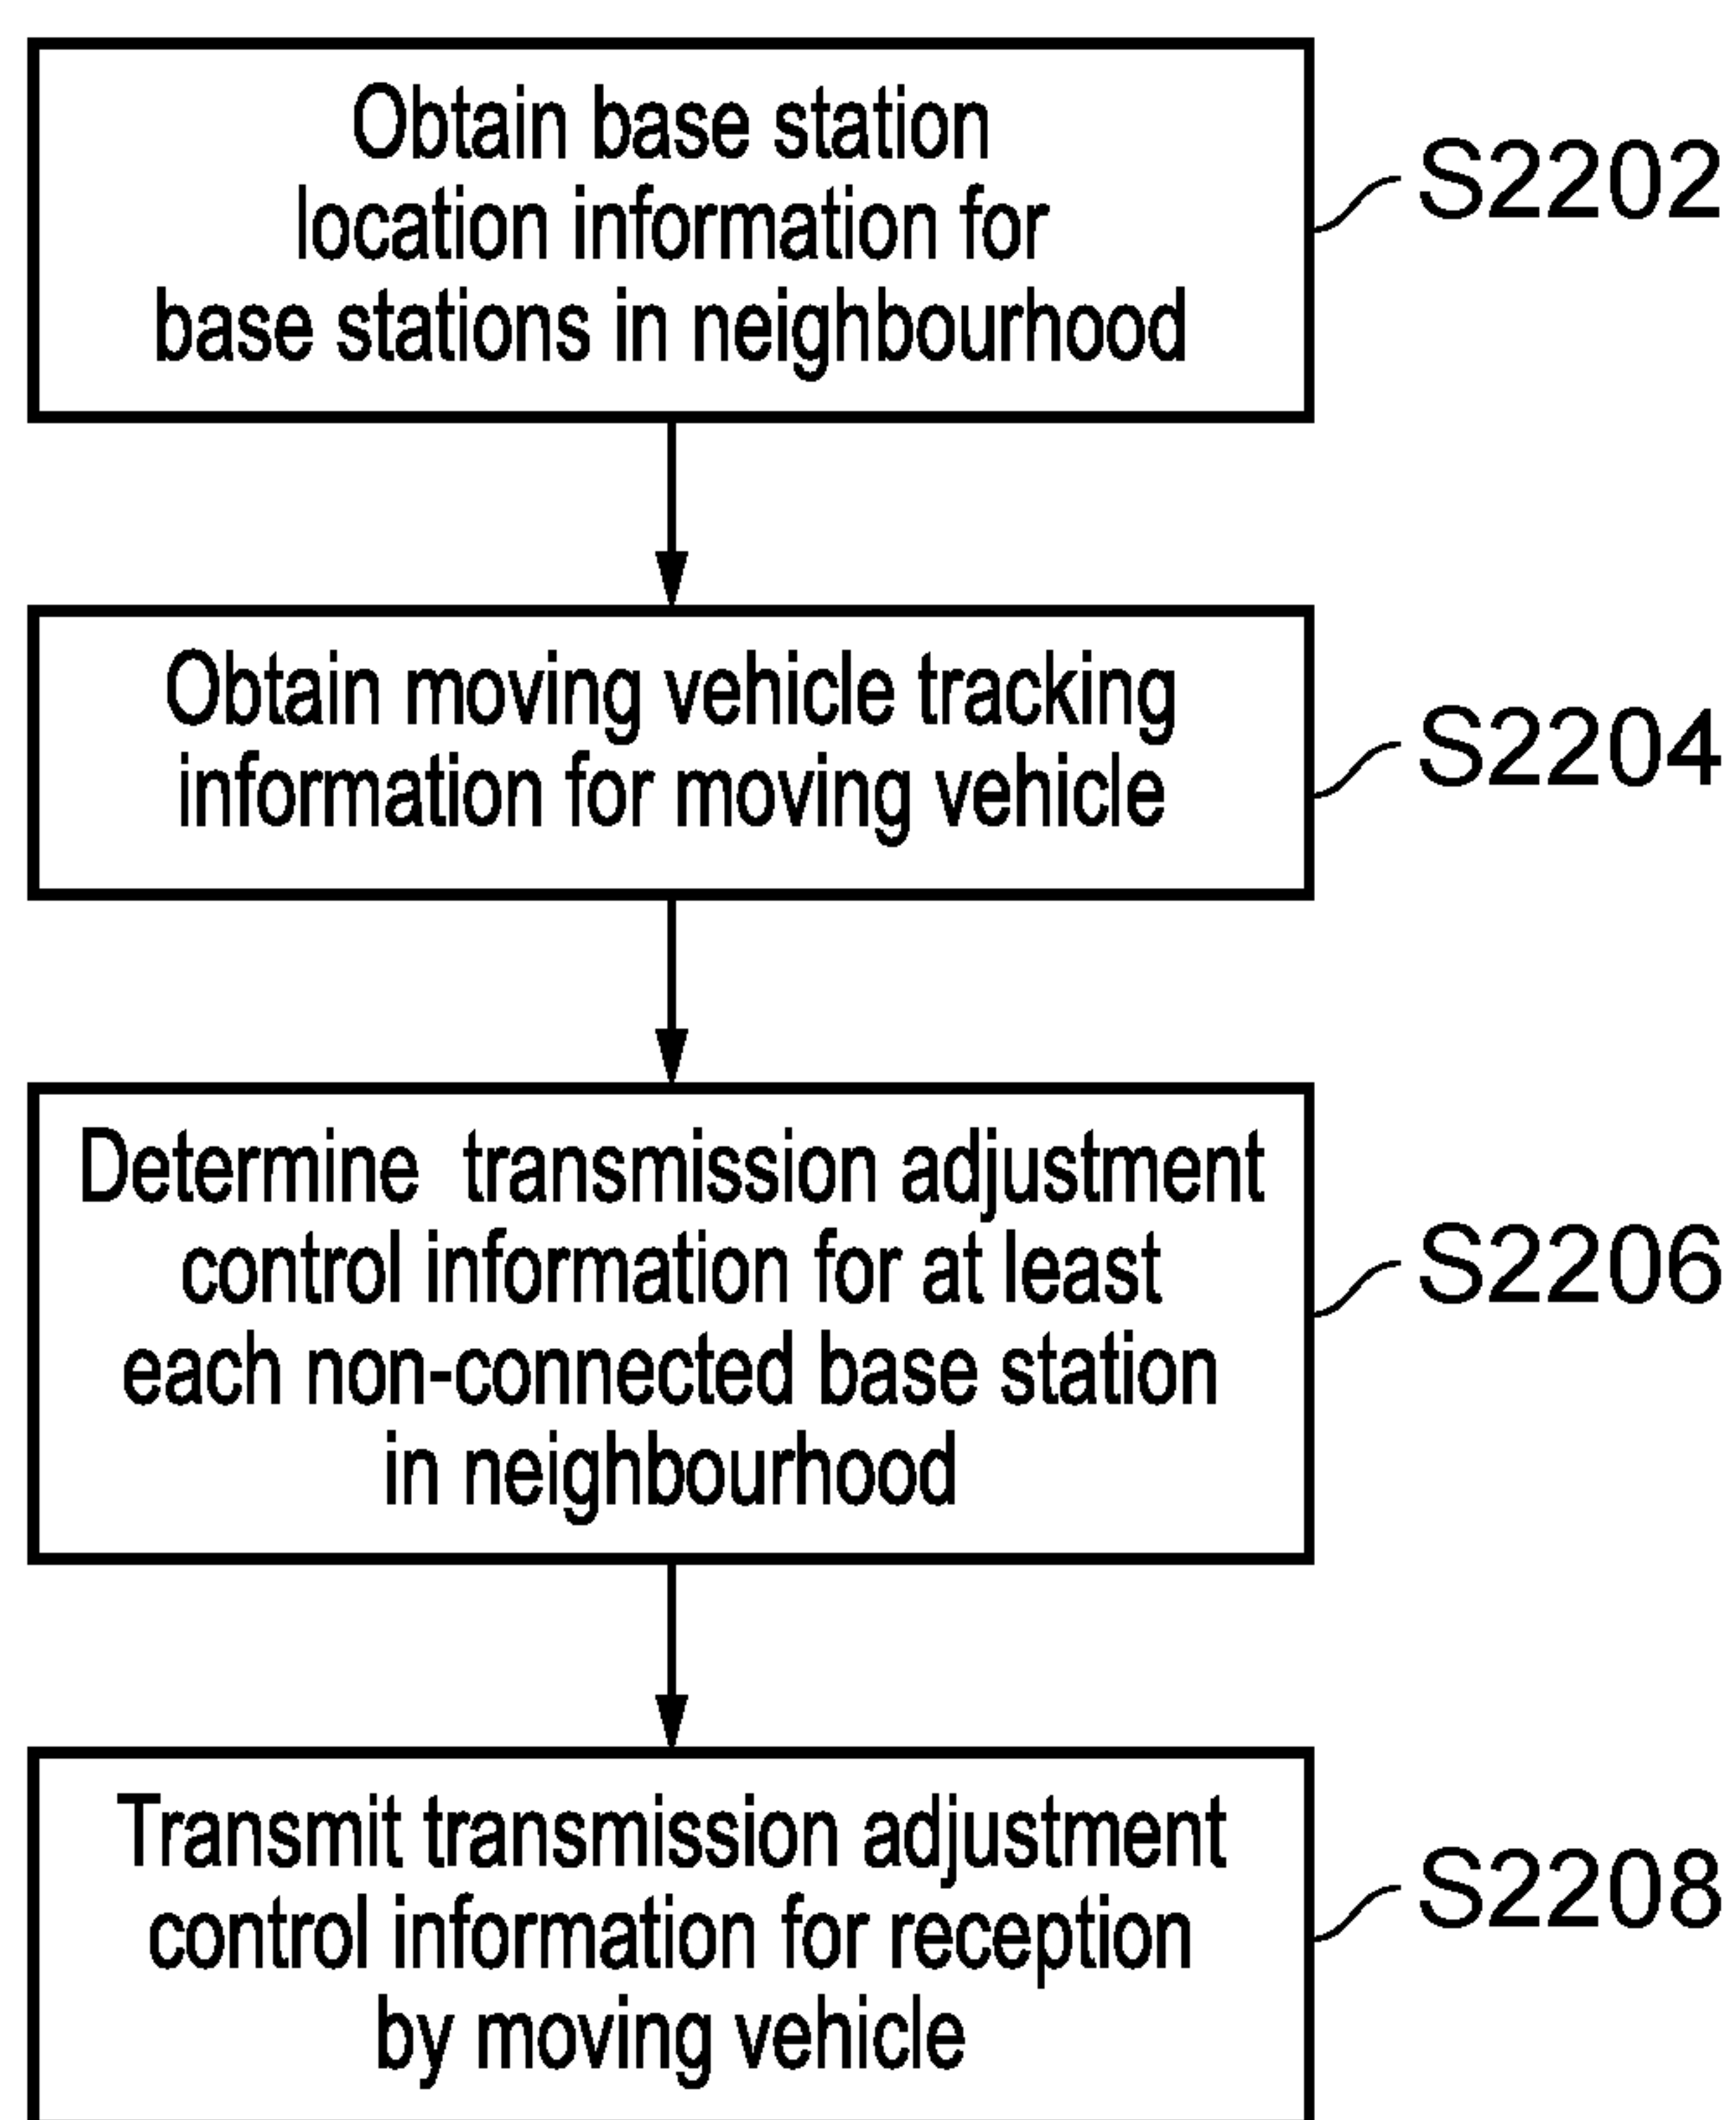 Obtain base station
location information for
base stations in neighbourhood
S2202
Obtain moving vehicle tracking
information for moving vehicle
S2204
Determine transmission adjustment
control information for at least
each non-connected base station
in neighbourhood
S2206
Transmit transmission adjustment
control information for reception
by moving vehicle
S2208